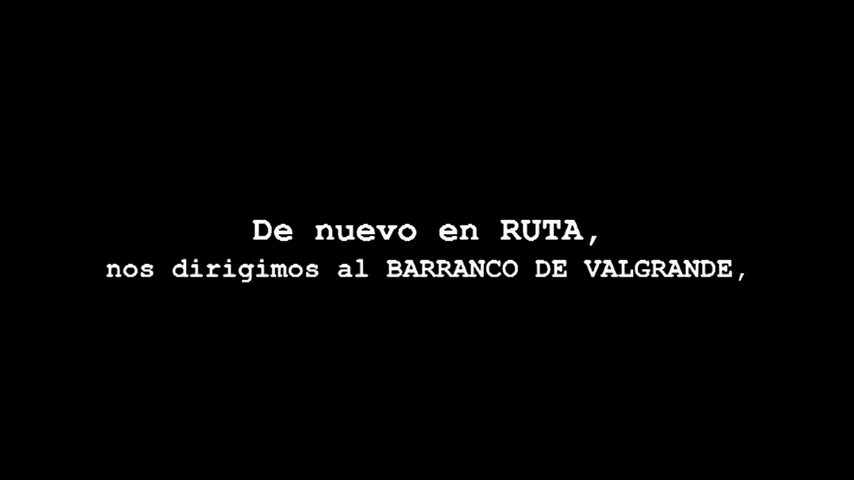 De nuevo en RUTA,
nos dirigimos al BARRANCO DE VALGRANDE,